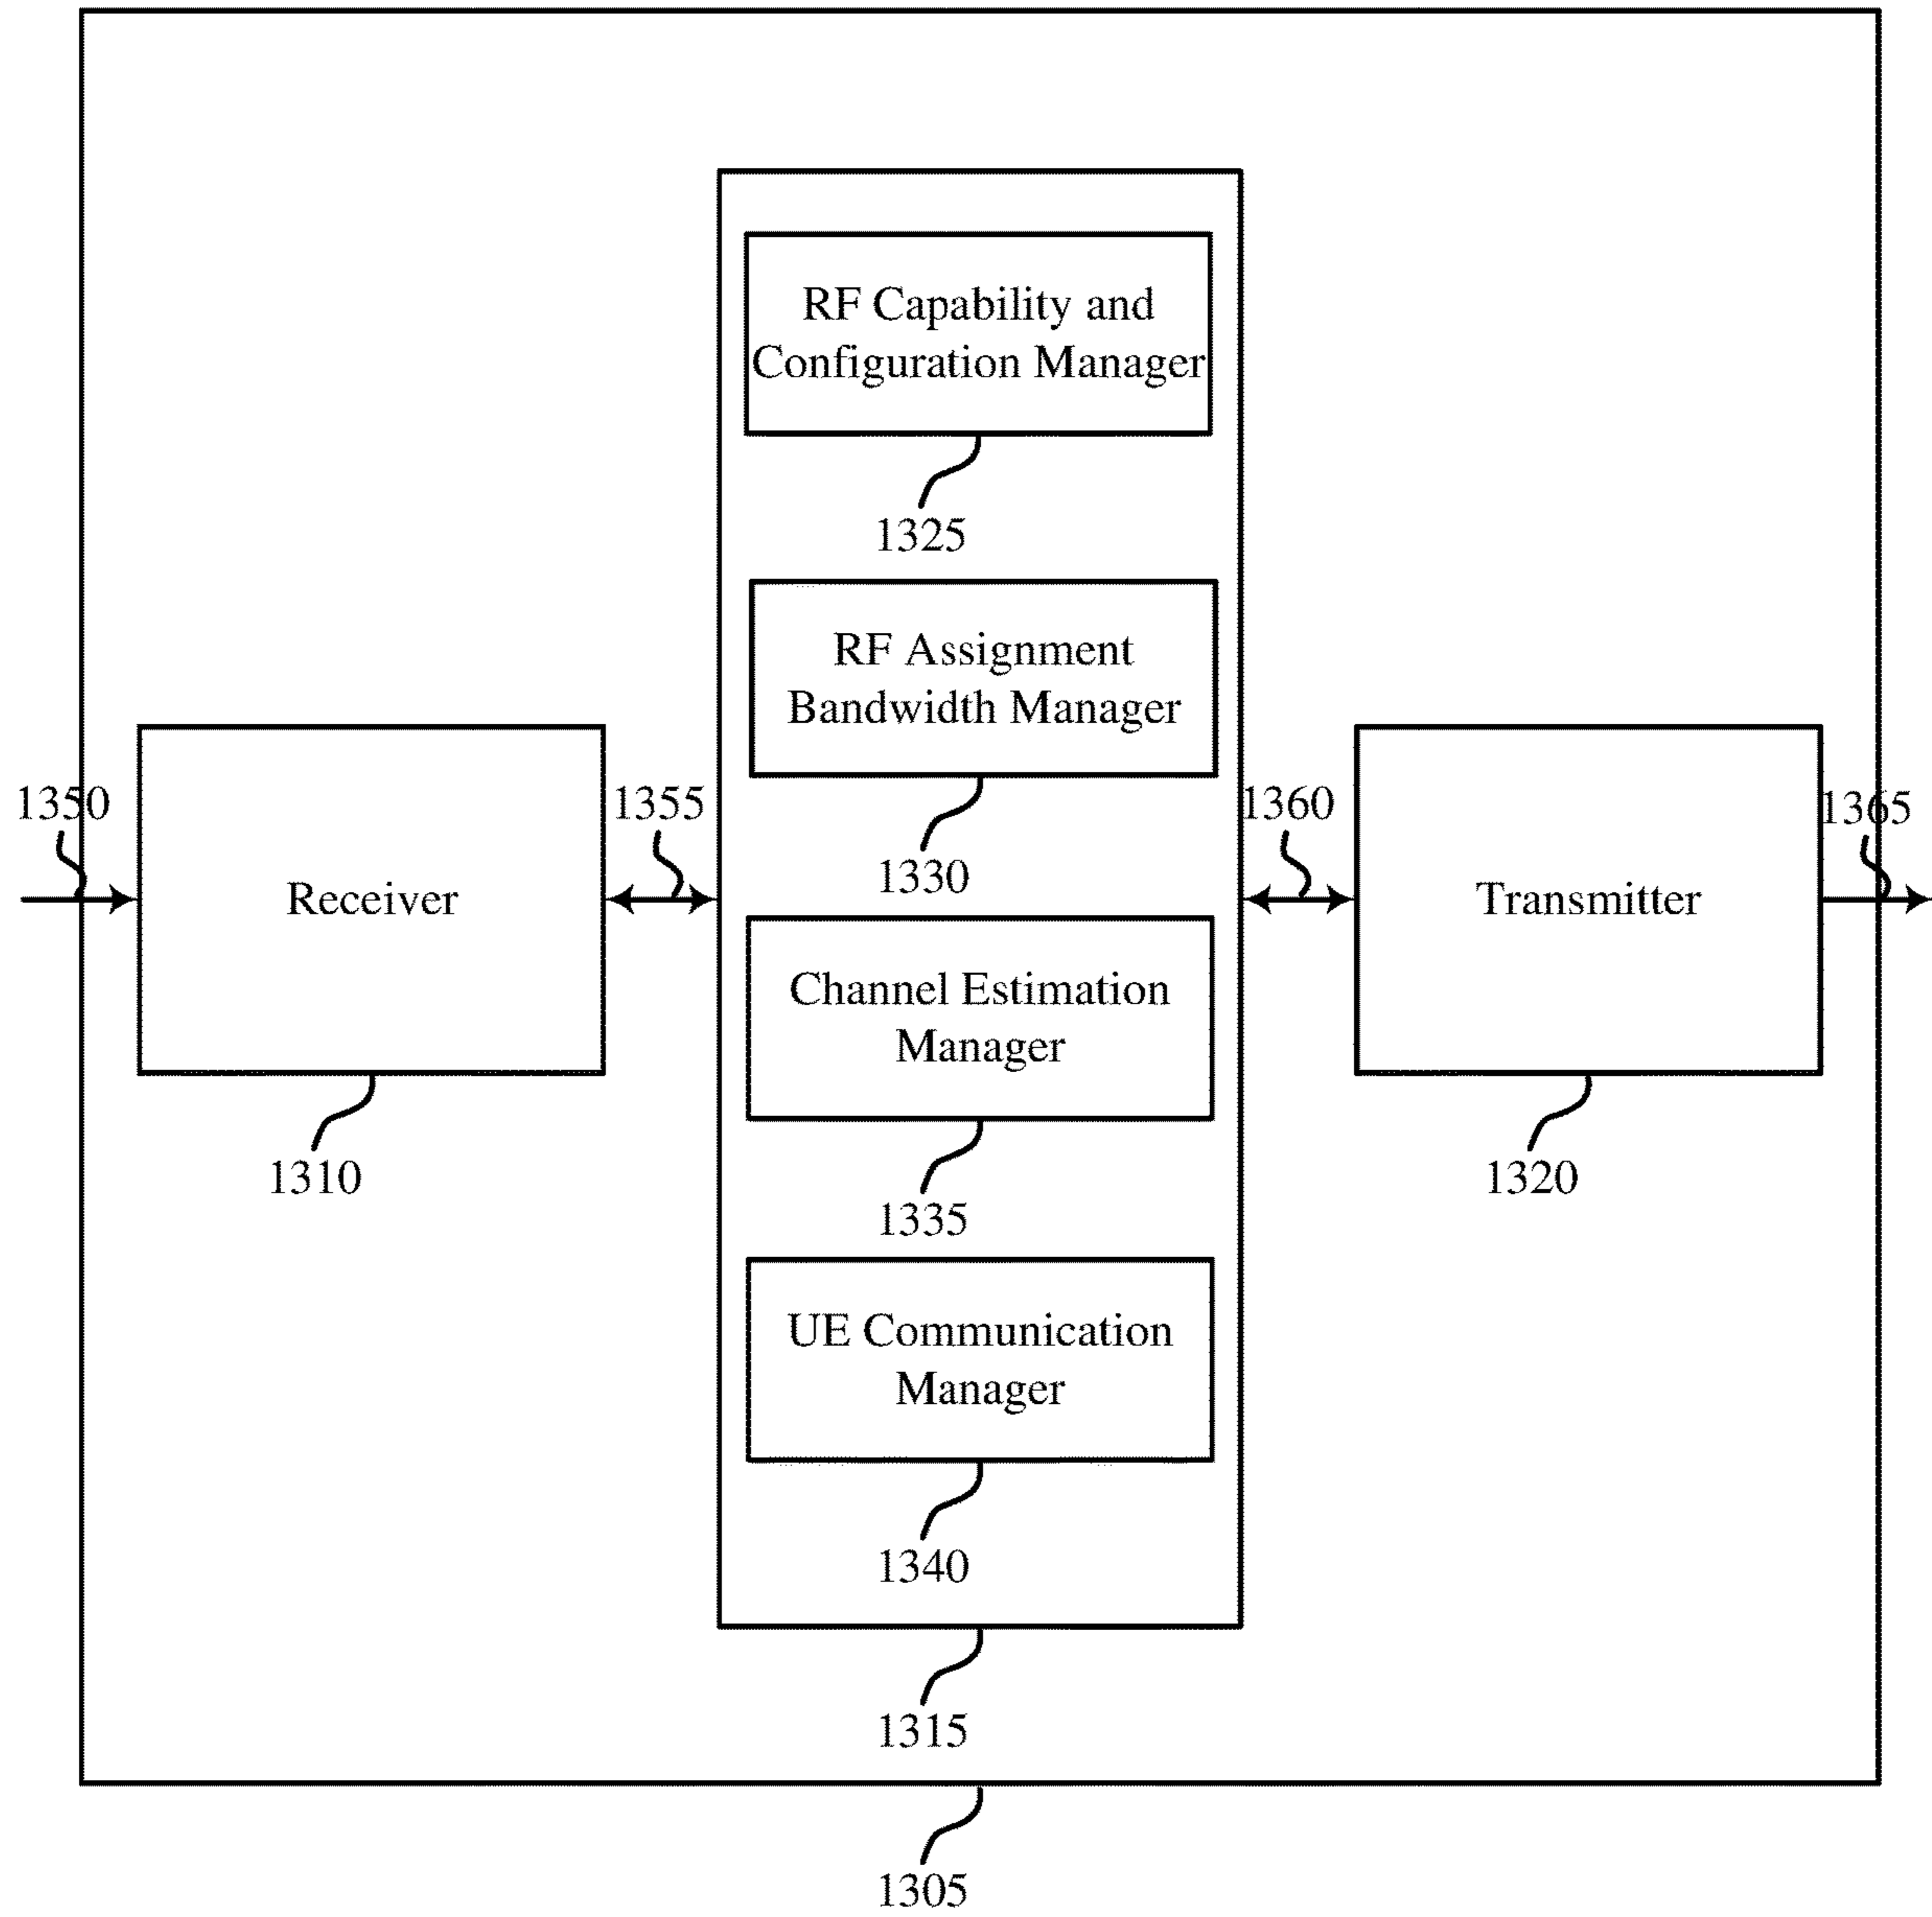 RF Capability and
Configuration Manager
1325
RF Assignment
Bandwidth Manager
1330
1350
1355
1360
1365
Receiver
Transmitter
Channel Estimation
Manager
1310
1320
1335
UE Communication
Manager
1340
1315
1305